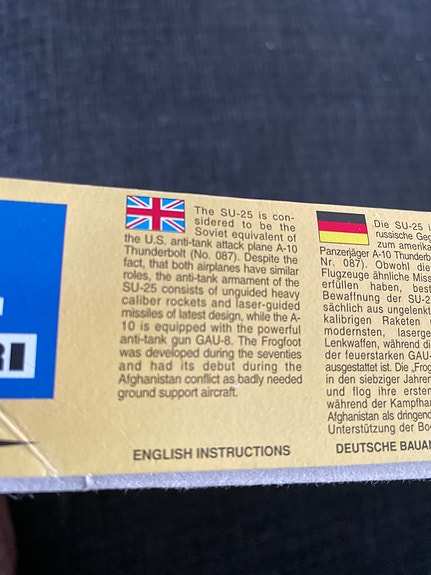 The SU-25 is con-
sidered to be the
Soviet equivalent of
the U.S. anti-tank attack plane A-10
Thunderbolt (No. 087). Despite the
fact, that both airplanes have similar
roles, the anti-tank armament of the
SU-25 consists of unguided heavy
caliber rockets and laser-guided
missiles of latest design, while the A-
10 is equipped with the powerful
anti-tank gun GAU-8. The Frogfoot
was developed during the seventies
and had its debut during the
Afghanistan conflict as badly needed
ground support aircraft.
ENGLISH INSTRUCTIONS
Die SU-25
russische
zum amerika
Panzerjäger A-10 Thunderb
Nr. 087). Obwohl die
Flugzeuge ähnliche Miss
erfüllen haben, best
Bewaffnung der SU-2
sächlich aus ungelenkt
kalibrigen Raketen
modernsten, laserge
Lenkwaffen, während di
der feuerstarken GAU-
ausgestattet ist. Die „Frog
in den siebziger Jahren
und flog ihre ersten
während der Kampfhan
Afghanistan als dringend
Unterstützung der Bo
DEUTSCHE BAUAN
RI